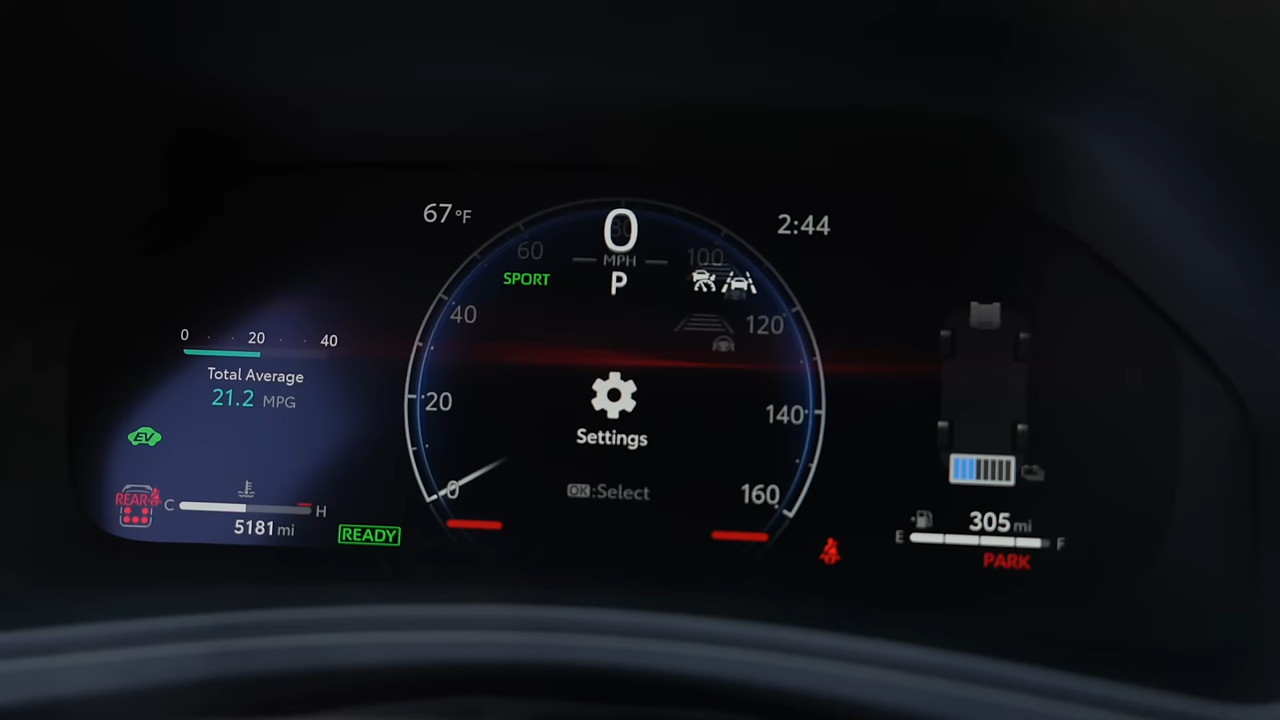 67°F
2:44
0
80
60
100
MPH
SPORT
P
40
120
0 20 40
Total Average
21.2 MPG
20
140
Settings
EV
OK:Select
0
160
REAR
C
H
5181 mi
READY
305 mi
E
F
PARK